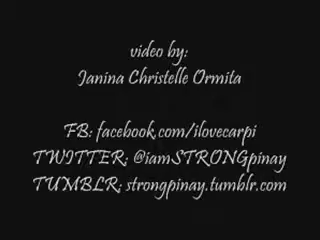 video by:
Janina Christelle Ormita
FB: facebook.com/ilovecarpi
TWITTER: @iamSTRONGpinay
TUMBLR: strongpinay.tumblr.com